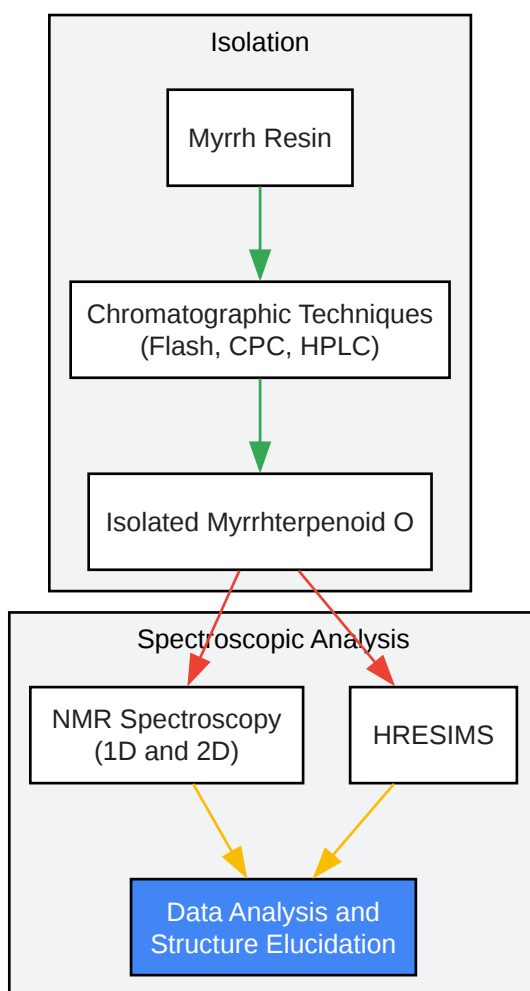 Isolation
Myrrh Resin
Chromatographic Techniques
(Flash, CPC, HPLC)
Isolated Myrrhterpenoid O
Spectroscopic Analysis
NMR Spectroscopy
(1D and 2D)
HRESIMS
Data Analysis and
Structure Elucidation